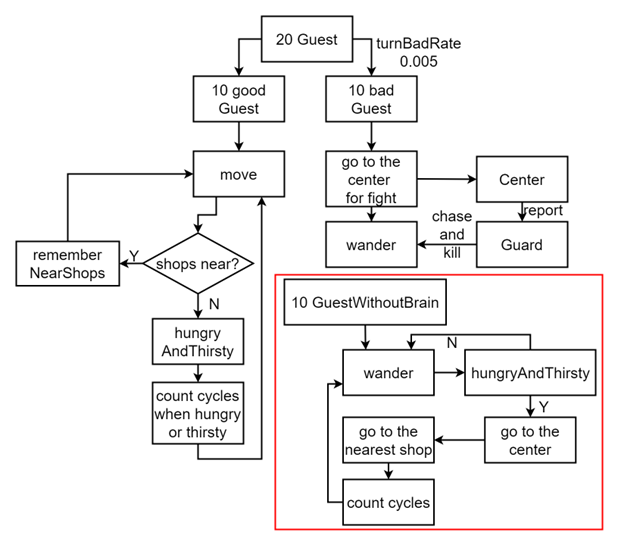 20 Guest
turnBadRate
0.005
10 good
Guest
10 bad
Guest
move
go to the
center
for fight
Center
report
chase
and
kill
wander
Guard
remember
NearShops
Y
shops near?
N
hungry
AndThirsty
count cycles
when hungry
or thirsty
10 GuestWithoutBrain
N
wander
hungryAndThirsty
Y
go to the
nearest shop
go to the
center
count cycles